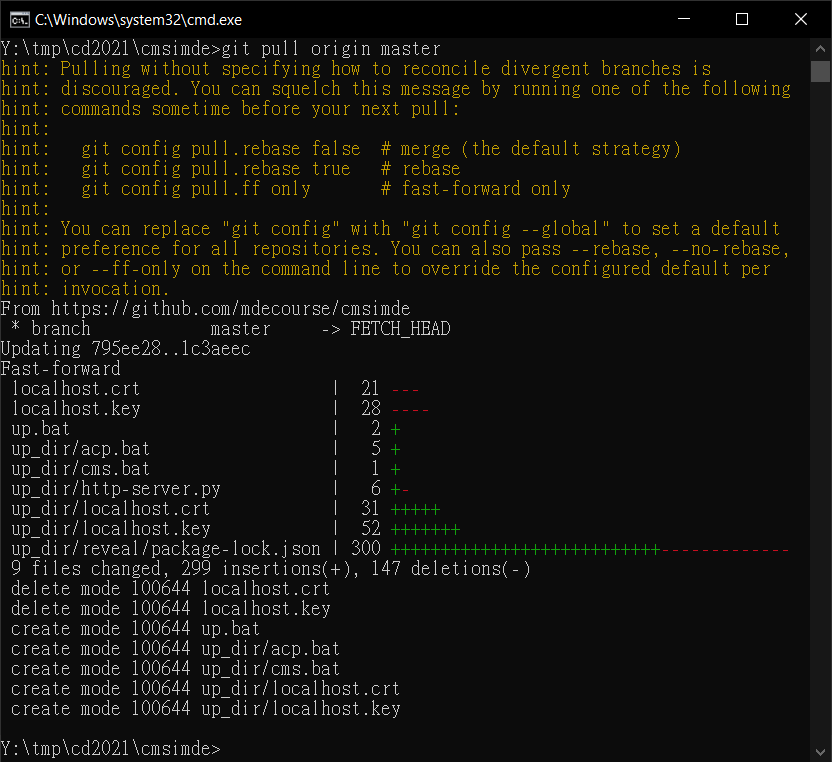 C:\Windows\system32\cmd.exe
Y:\tmp\cd2021\cmsimde>git pull origin master
hint: Pulling without specifying how to reconcile divergent branches is
hint: discouraged. You can squelch this message by running one of the following
hint: commands sometime before your next pull:
hint:
hint:   git config pull.rebase false  # merge (the default strategy)
hint:   git config pull.rebase true   # rebase
hint:   git config pull.ff only       # fast-forward only
hint:
hint: You can replace "git config" with "git config --global" to set a default
hint: preference for all repositories. You can also pass --rebase, --no-rebase,
hint: or --ff-only on the command line to override the configured default per
hint: invocation.
From https://github.com/mdecourse/cmsimde
 * branch            master     -> FETCH_HEAD
Updating 795ee28..1c3aeec
Fast-forward
 localhost.crt                   |  21 ---
 localhost.key                   |  28 ----
 up.bat                          |   2 +
 up_dir/acp.bat                  |   5 +
 up_dir/cms.bat                  |   1 +
 up_dir/http-server.py           |   6 +-
 up_dir/localhost.crt            |  31 +++++
 up_dir/localhost.key            |  52 +++++++
 up_dir/reveal/package-lock.json | 300 +++++++++++++++++++++++++++-------------
 9 files changed, 299 insertions(+), 147 deletions(-)
 delete mode 100644 localhost.crt
 delete mode 100644 localhost.key
 create mode 100644 up.bat
 create mode 100644 up_dir/acp.bat
 create mode 100644 up_dir/cms.bat
 create mode 100644 up_dir/localhost.crt
 create mode 100644 up_dir/localhost.key
Y:\tmp\cd2021\cmsimde>